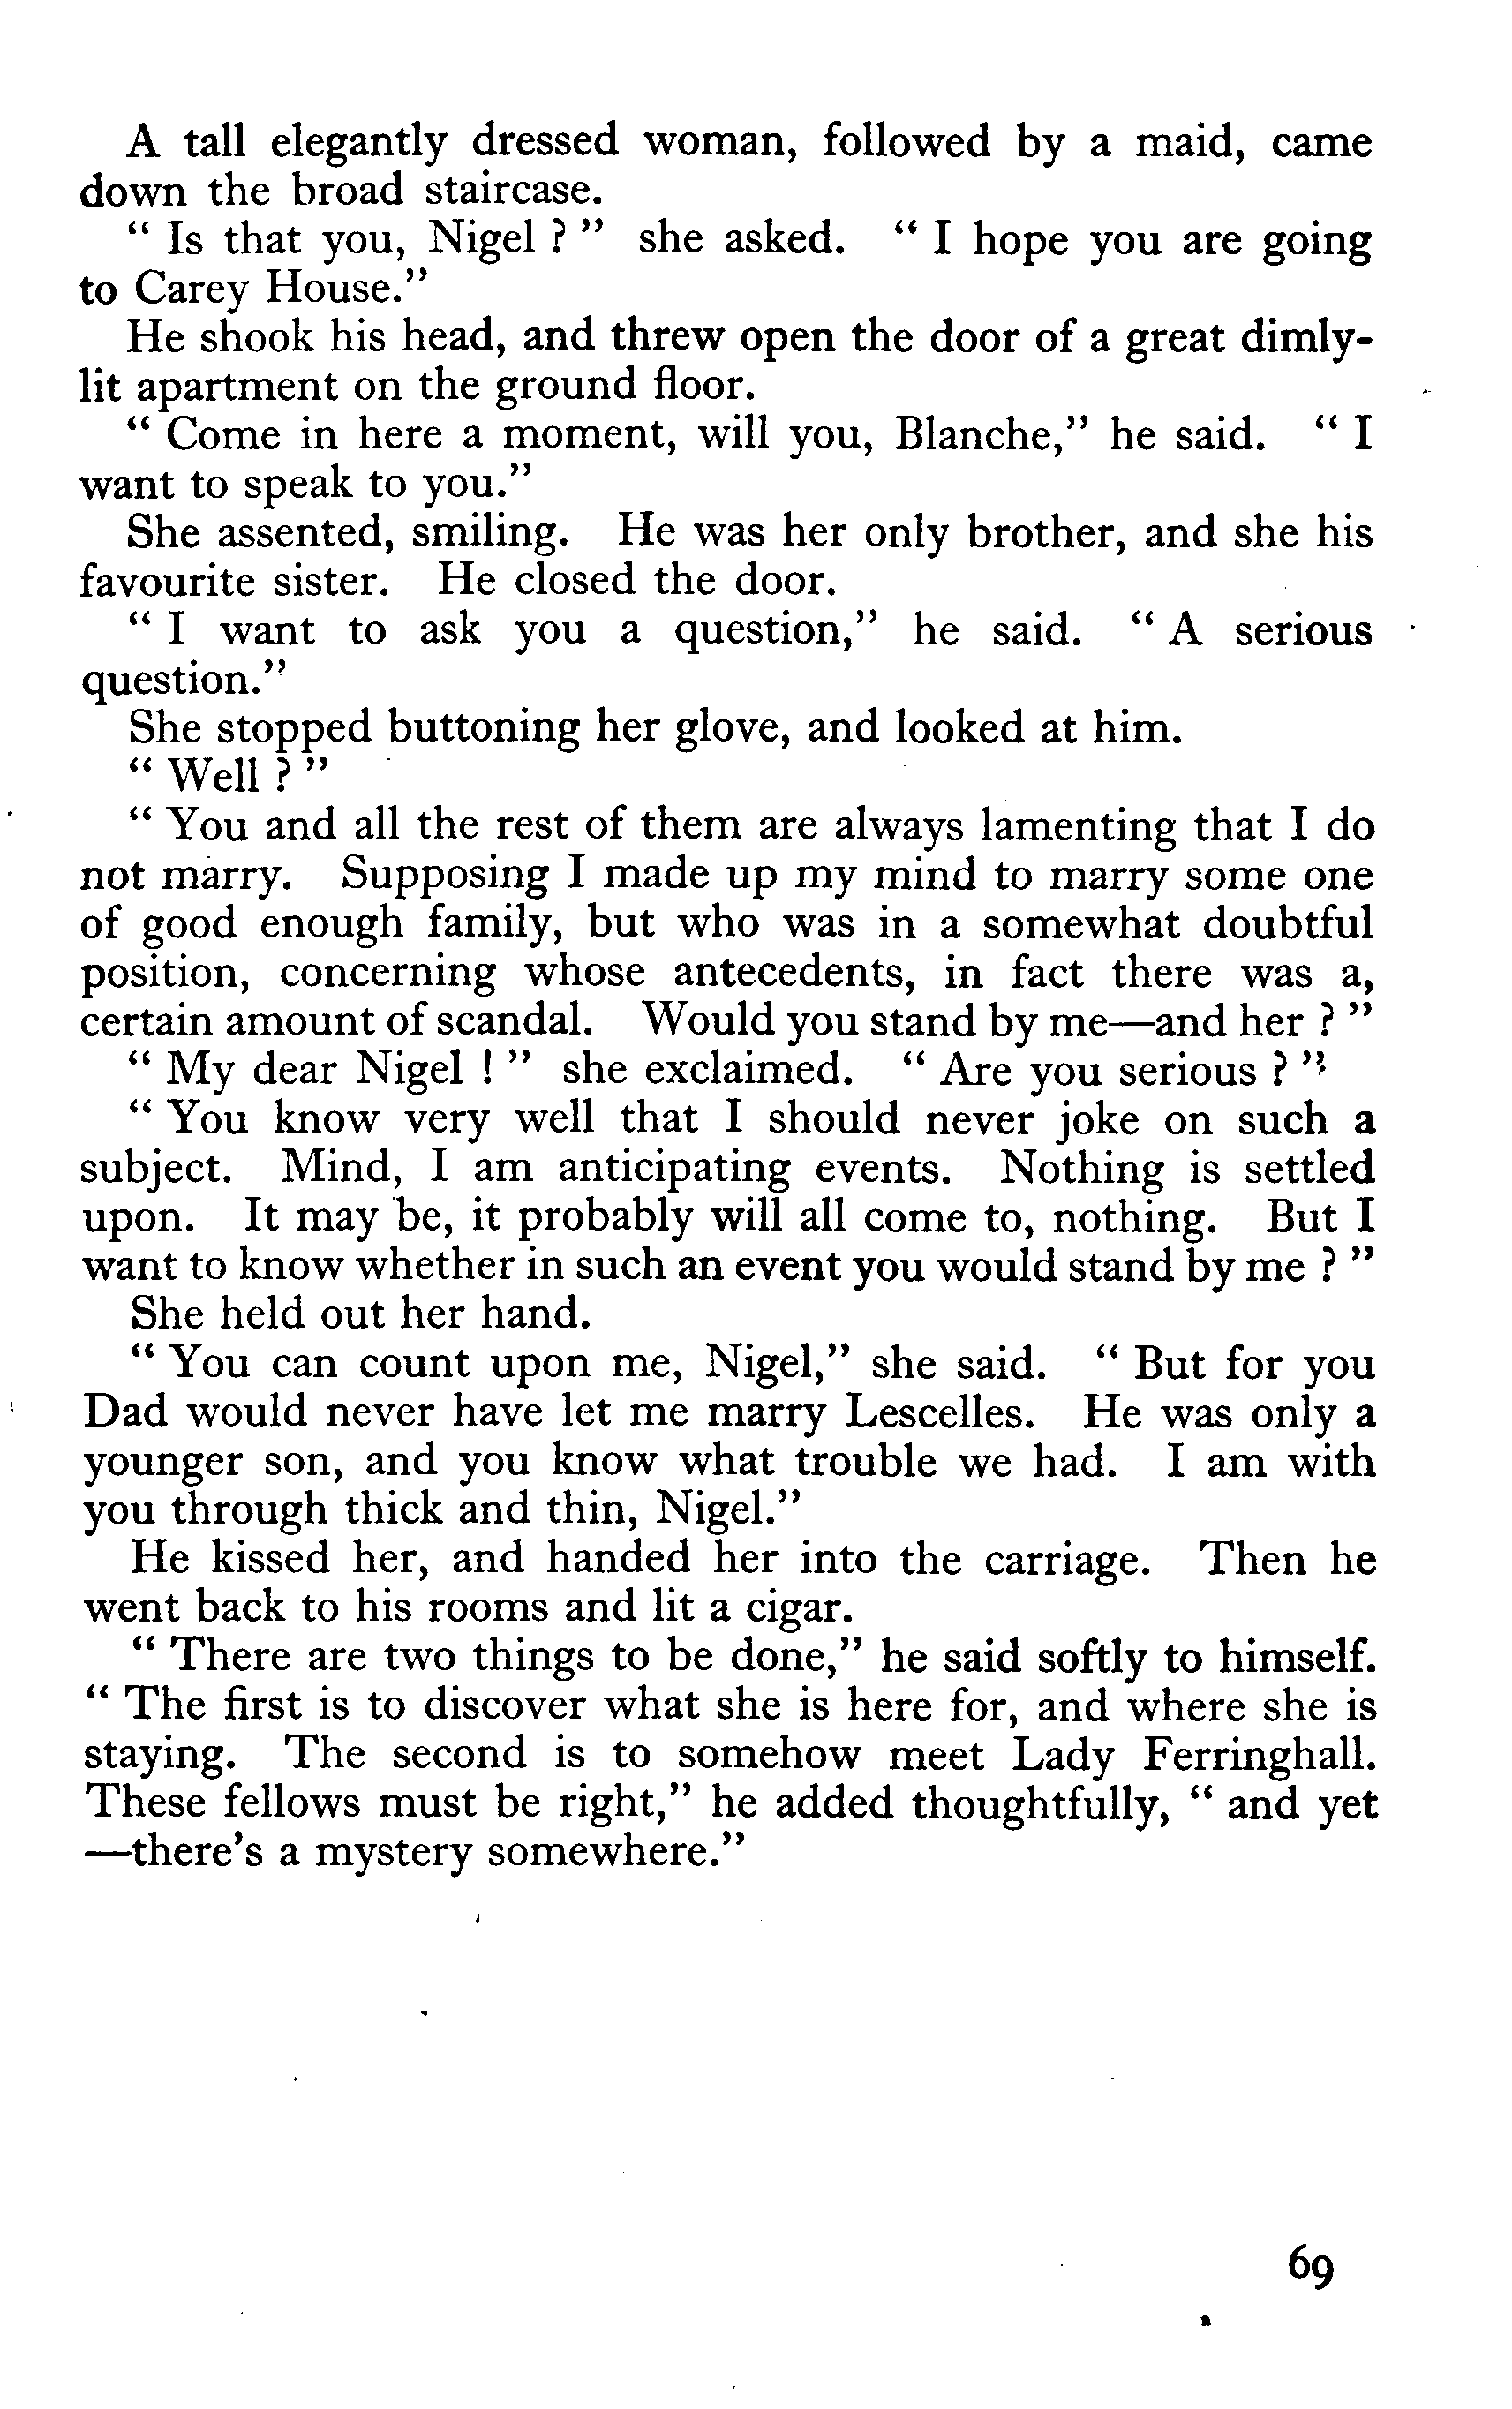 A tall elegantly dressed woman, followed by a maid, came
down the broad staircase.
“ Is that you, Nigel ? ” she asked. “ I hope you are going
to Carey House.”
He shook his head, and threw open the door of a great dimly-
lit apartment on the ground floor.
“ Come in here a moment, will you, Blanche,” he said. “ I
want to speak to you.”
She assented, smiling. He was her only brother, and she his
favourite sister. He closed the door.
“ I want to ask you a question,” he said. “ A serious
question.”
She stopped buttoning her glove, and looked at him.
“ Well ? ”
“ You and all the rest of them are always lamenting that I do
not marry. Supposing I made up my mind to marry some one
of good enough family, but who was in a somewhat doubtful
position, concerning whose antecedents, in fact there was a,
certain amount of scandal. Would you stand by me—and her ? ”
“ My dear Nigel ! ” she exclaimed. “ Are you serious ? ”
“ You know very well that I should never joke on such a
subject. Mind, I am anticipating events. Nothing is settled
upon. It may be, it probably will all come to, nothing. But I
want to know whether in such an event you would stand by me ? ”
She held out her hand.
“ You can count upon me, Nigel,” she said. “ But for you
Dad would never have let me marry Lescelles. He was only a
younger son, and you know what trouble we had. I am with
you through thick and thin, Nigel.”
He kissed her, and handed her into the carriage. Then he
went back to his rooms and lit a cigar.
“ There are two things to be done,” he said softly to himself.
“ The first is to discover what she is here for, and where she is
staying. The second is to somehow meet Lady Ferringhall.
These fellows must be right,” he added thoughtfully, “ and yet
—there’s a mystery somewhere.”
69